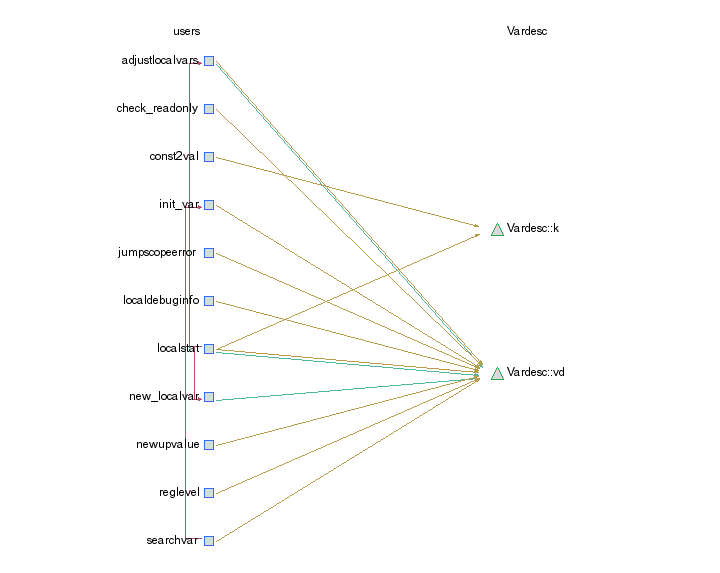 users
Vardesc
adjustlocalvars
check_readonly
const2val
init_var
Vardesc::k
jumpscopeerror
localdebuginfo
localstat
Vardesc::vd
new_localvar
newupvalue
reglevel
searchvar